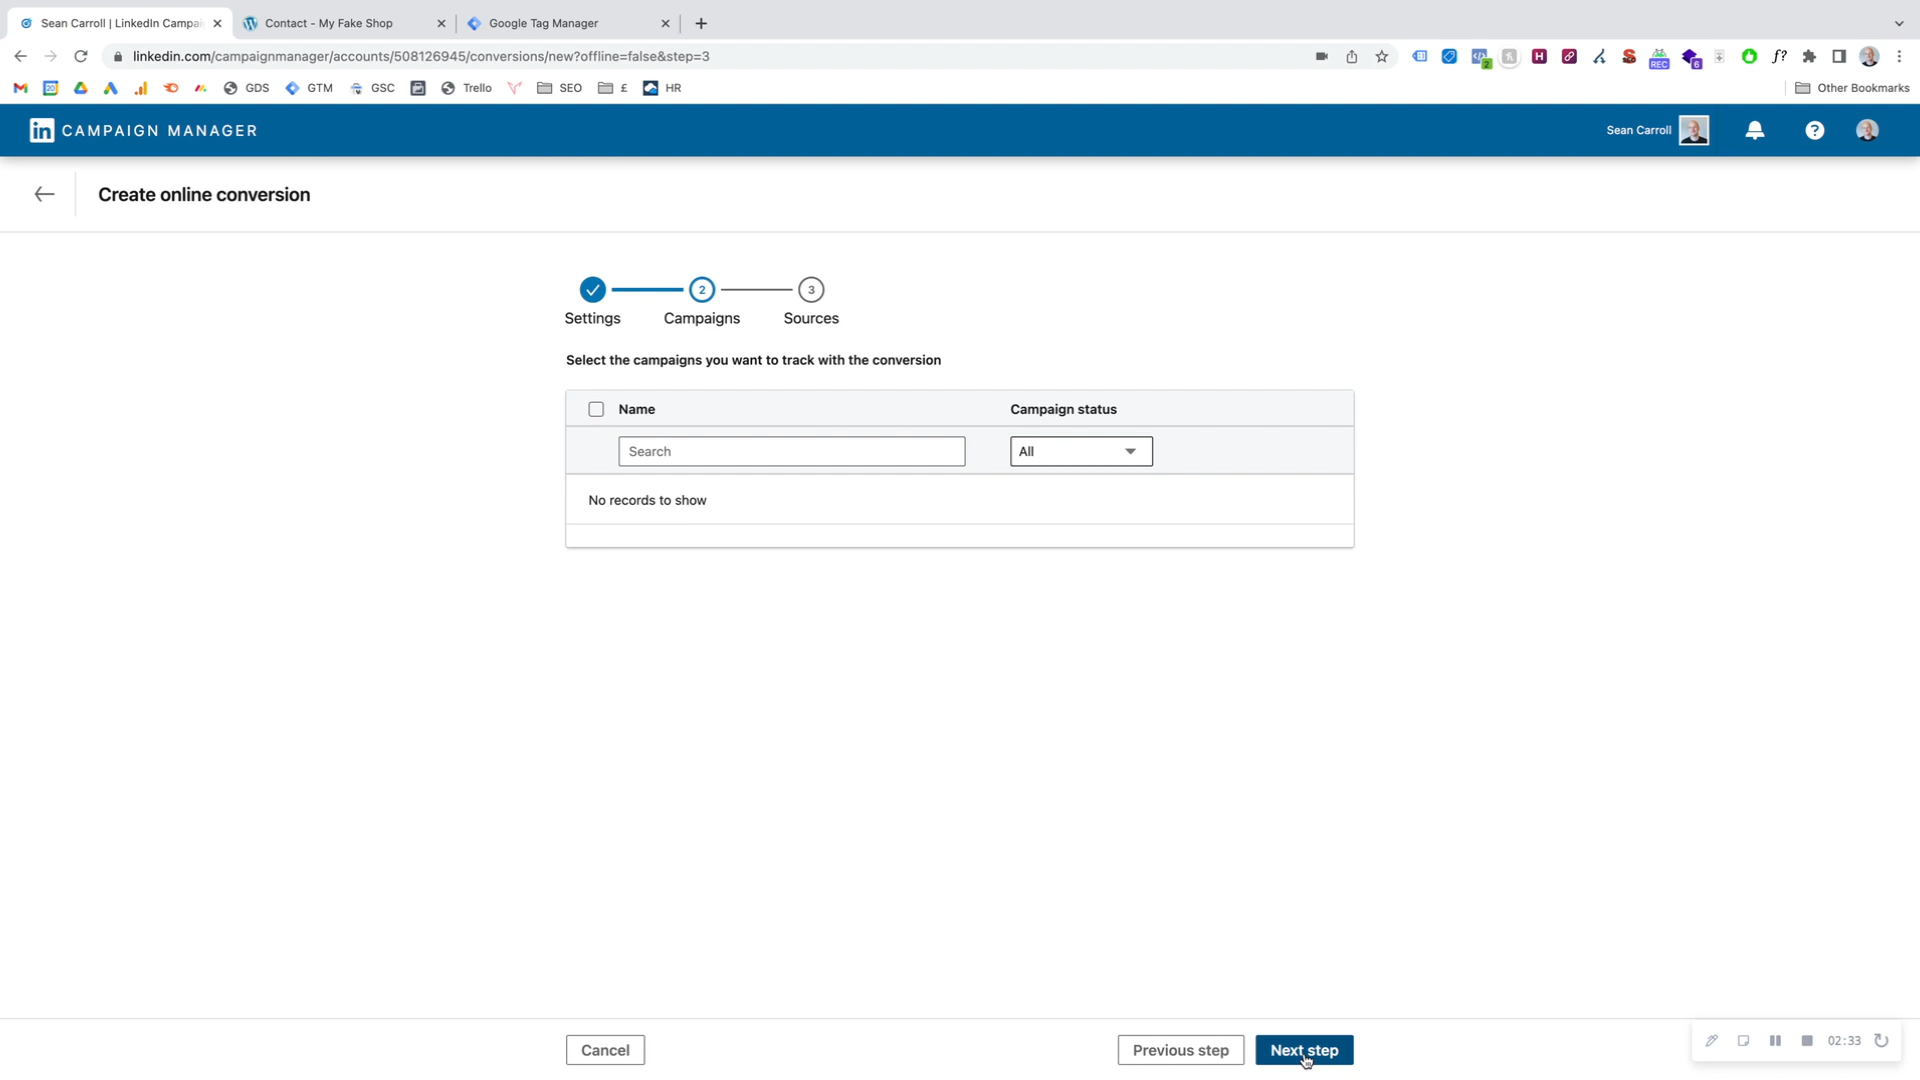 Sean Carroll | LinkedIn Campai
Contact - My Fake Shop
Google Tag Manager
linkedin.com/campaignmanager/accounts/508126945/conversions/new?offline=false&step=3
GDS
GTM
GSC
Trello
SEO
£
HR
Other Bookmarks
in CAMPAIGN MANAGER
Sean Carroll
Create online conversion
2
3
Settings
Campaigns
Sources
Select the campaigns you want to track with the conversion
Name
Campaign status
Search
All
No records to show
Cancel
Previous step
Next step
02:33